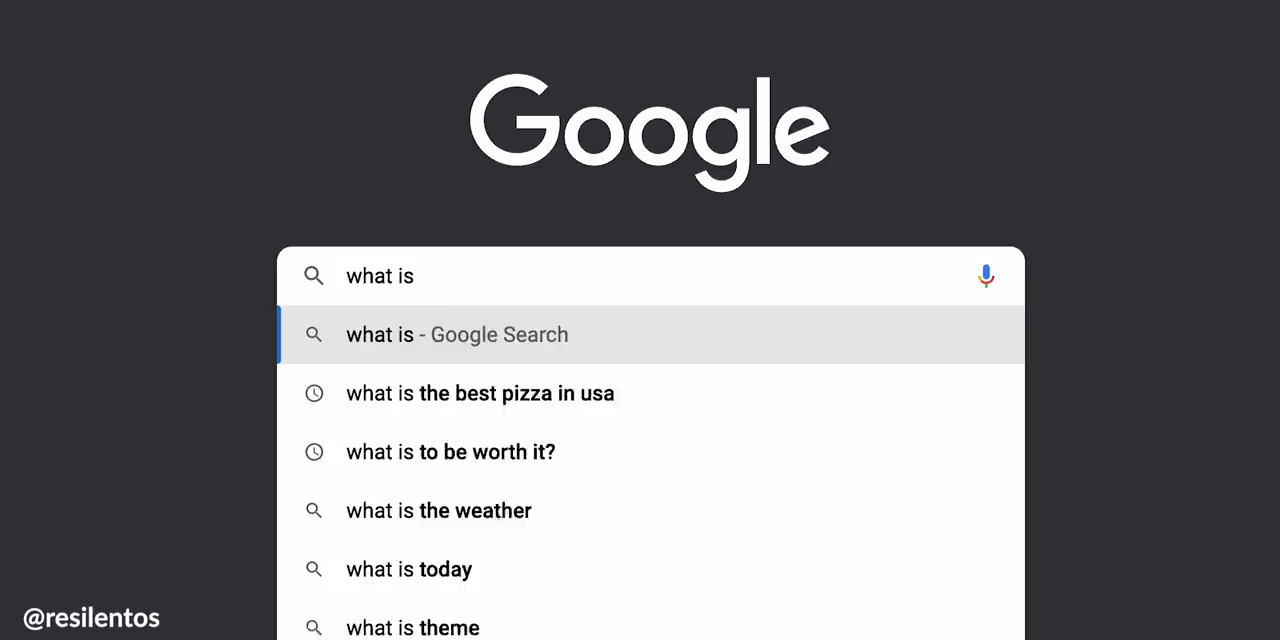 Google
what is
what is - Google Search
what is the best pizza in usa
what is to be worth it?
what is the weather
what is today
what is theme
@resilentos